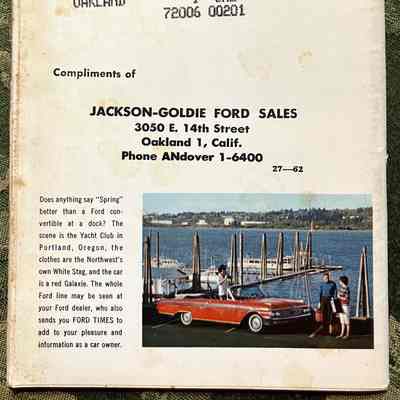 OAKLAND
72006 00201
Compliments of
JACKSON-GOLDIE FORD SALES
3050 E. 14th Street
Oakland 1, Calif.
Phone ANdover 1-6400
27—62
Does anything say "Spring"
better than a Ford con-
vertible at a dock? The
scene is the Yacht Club in
Portland, Oregon, the
clothes are the Northwest's
own White Stag, and the car
is a red Galaxie. The whole
Ford line may be seen at
your Ford dealer, who also
sends you FORD TIMES to
add to your pleasure and
information as a car owner.